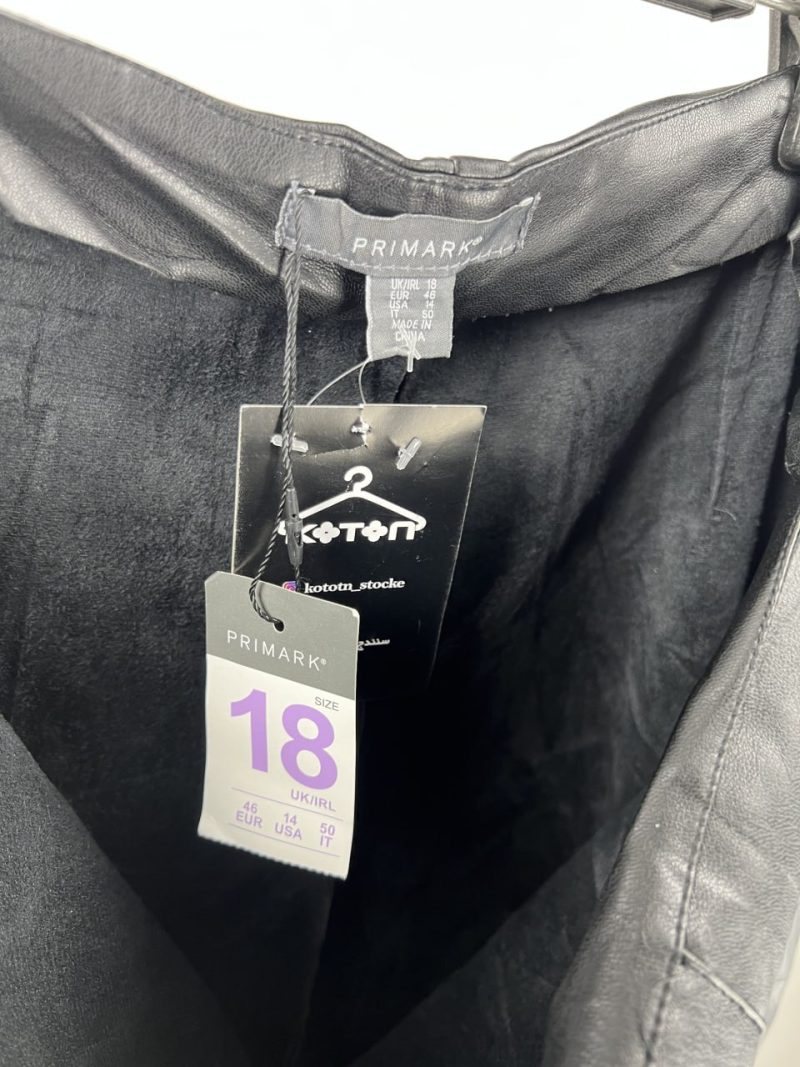 PRIMARK®
UK/IRL 18
EUR 46
USA 14
IT 50
MADE IN
CHINA
KOTON
kototn_stocke
PRIMARK®
SIZE
18
UK/IRL
46 14 50
EUR USA IT